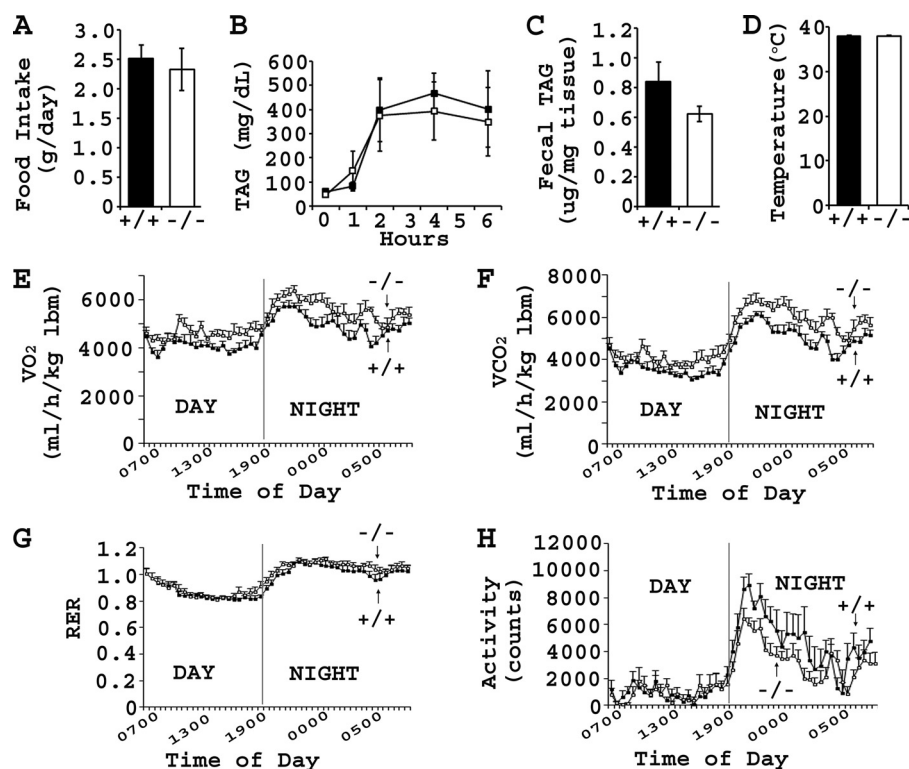 A
Food Intake
(g/day)
3.0
2.5
2.0
1.5
1.0
0.5
0
+/+ -/-
B
TAG (mg/dL)
600
500
400
300
200
100
0 1 2 3 4 5 6
Hours
C
Fecal TAG
(ug/mg tissue)
1.2
1.0
0.8
0.6
0.4
0.2
0
+/+ -/-
D
Temperature(°C)
40
30
20
10
0
+/+ -/-
E
VO2
(ml/h/kg lbm)
6000
4000
2000
0
-/-
+/+
DAY
NIGHT
0700 1300 1900 0000 0500
Time of Day
F
VCO2
(ml/h/kg lbm)
8000
6000
4000
2000
0
-/-
+/+
DAY
NIGHT
0700 1300 1900 0000 0500
Time of Day
G
RER
1.2
1.0
0.8
0.6
0.4
0.2
0.0
-/-
+/+
DAY
NIGHT
0700 1300 1900 0000 0500
Time of Day
H
Activity
(counts)
12000
10000
8000
6000
4000
2000
0
DAY
NIGHT
+/+
-/-
0700 1300 1900 0000 0500
Time of Day